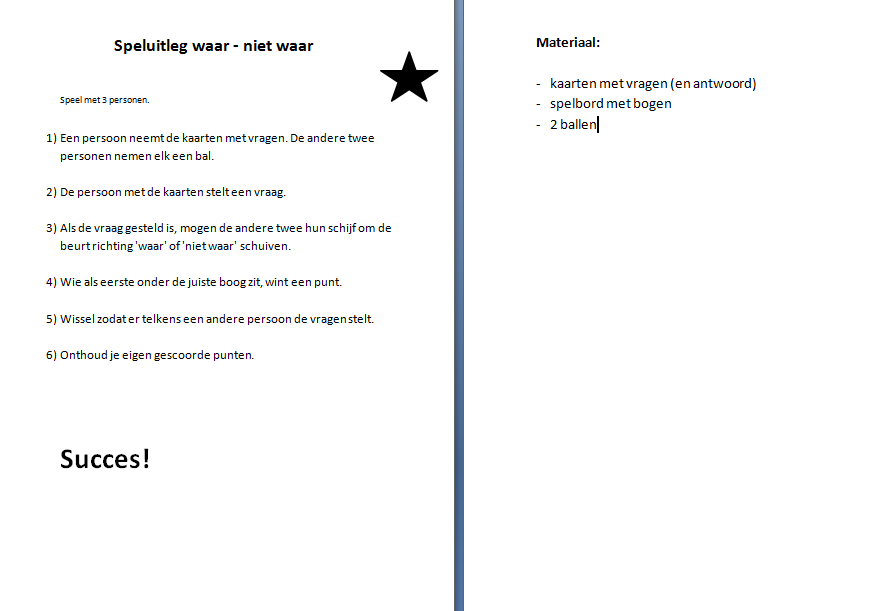 Speluitleg waar - niet waar
Speel met 3 personen.
1) Een persoon neemt de kaarten met vragen. De andere twee
personen nemen elk een bal.
2) De persoon met de kaarten stelt een vraag.
3) Als de vraag gesteld is, mogen de andere twee hun schijf om de
beurt richting 'waar' of 'niet waar' schuiven.
4) Wie als eerste onder de juiste boog zit, wint een punt.
5) Wissel zodat er telkens een andere persoon de vragen stelt.
6) Onthoud je eigen gescoorde punten.
Succes!
Materiaal:
- kaarten met vragen (en antwoord)
- spelbord met bogen
- 2 ballen